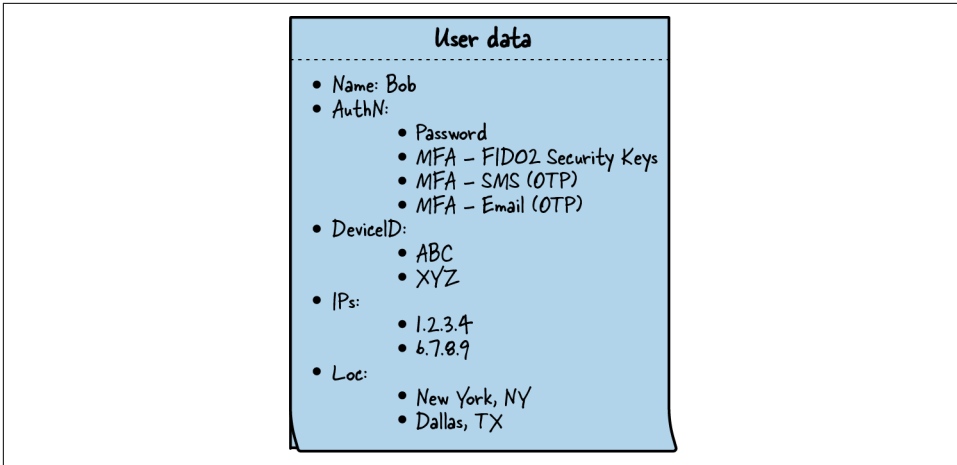 User data
• Name: Bob
• AuthN:
• Password
• MFA – FIDO2 Security Keys
• MFA – SMS (OTP)
• MFA – Email (OTP)
• DeviceID:
• ABC
• XYZ
• IPs:
• 1.2.3.4
• 6.7.8.9
• Loc:
• New York, NY
• Dallas, TX